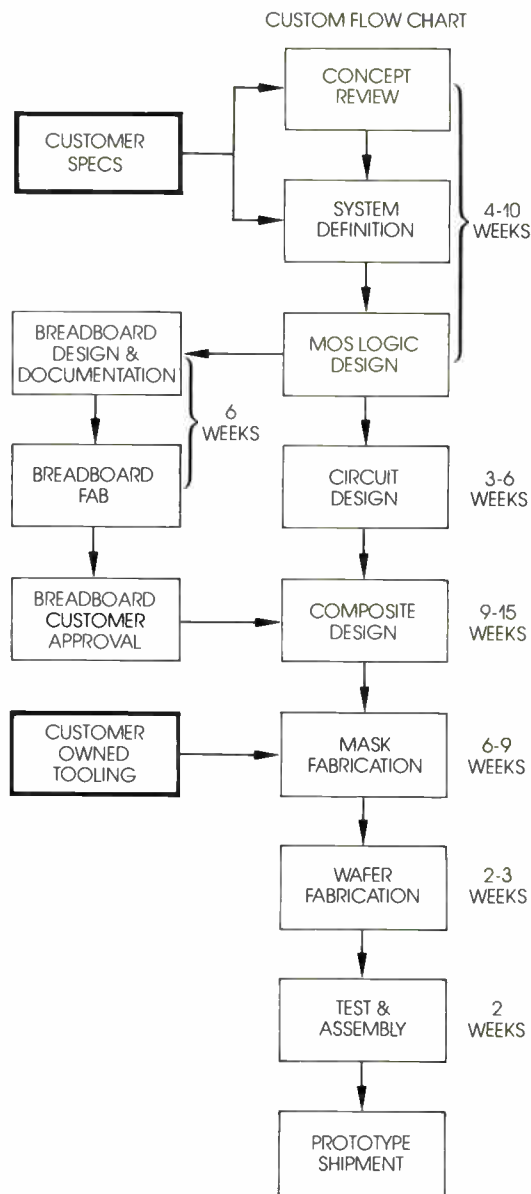 CUSTOM FLOW CHART
CONCEPT
REVIEW
CUSTOMER
SPECS
SYSTEM
DEFINITION
4-10
WEEKS
BREADBOARD
DESIGN &
DOCUMENTATION
MOS LOGIC
DESIGN
6
WEEKS
BREADBOARD
FAB
CIRCUIT
DESIGN
3-6
WEEKS
BREADBOARD
CUSTOMER
APPROVAL
COMPOSITE
DESIGN
9-15
WEEKS
CUSTOMER
OWNED
TOOLING
MASK
FABRICATION
6-9
WEEKS
WAFER
FABRICATION
2-3
WEEKS
TEST &
ASSEMBLY
2
WEEKS
PROTOTYPE
SHIPMENT